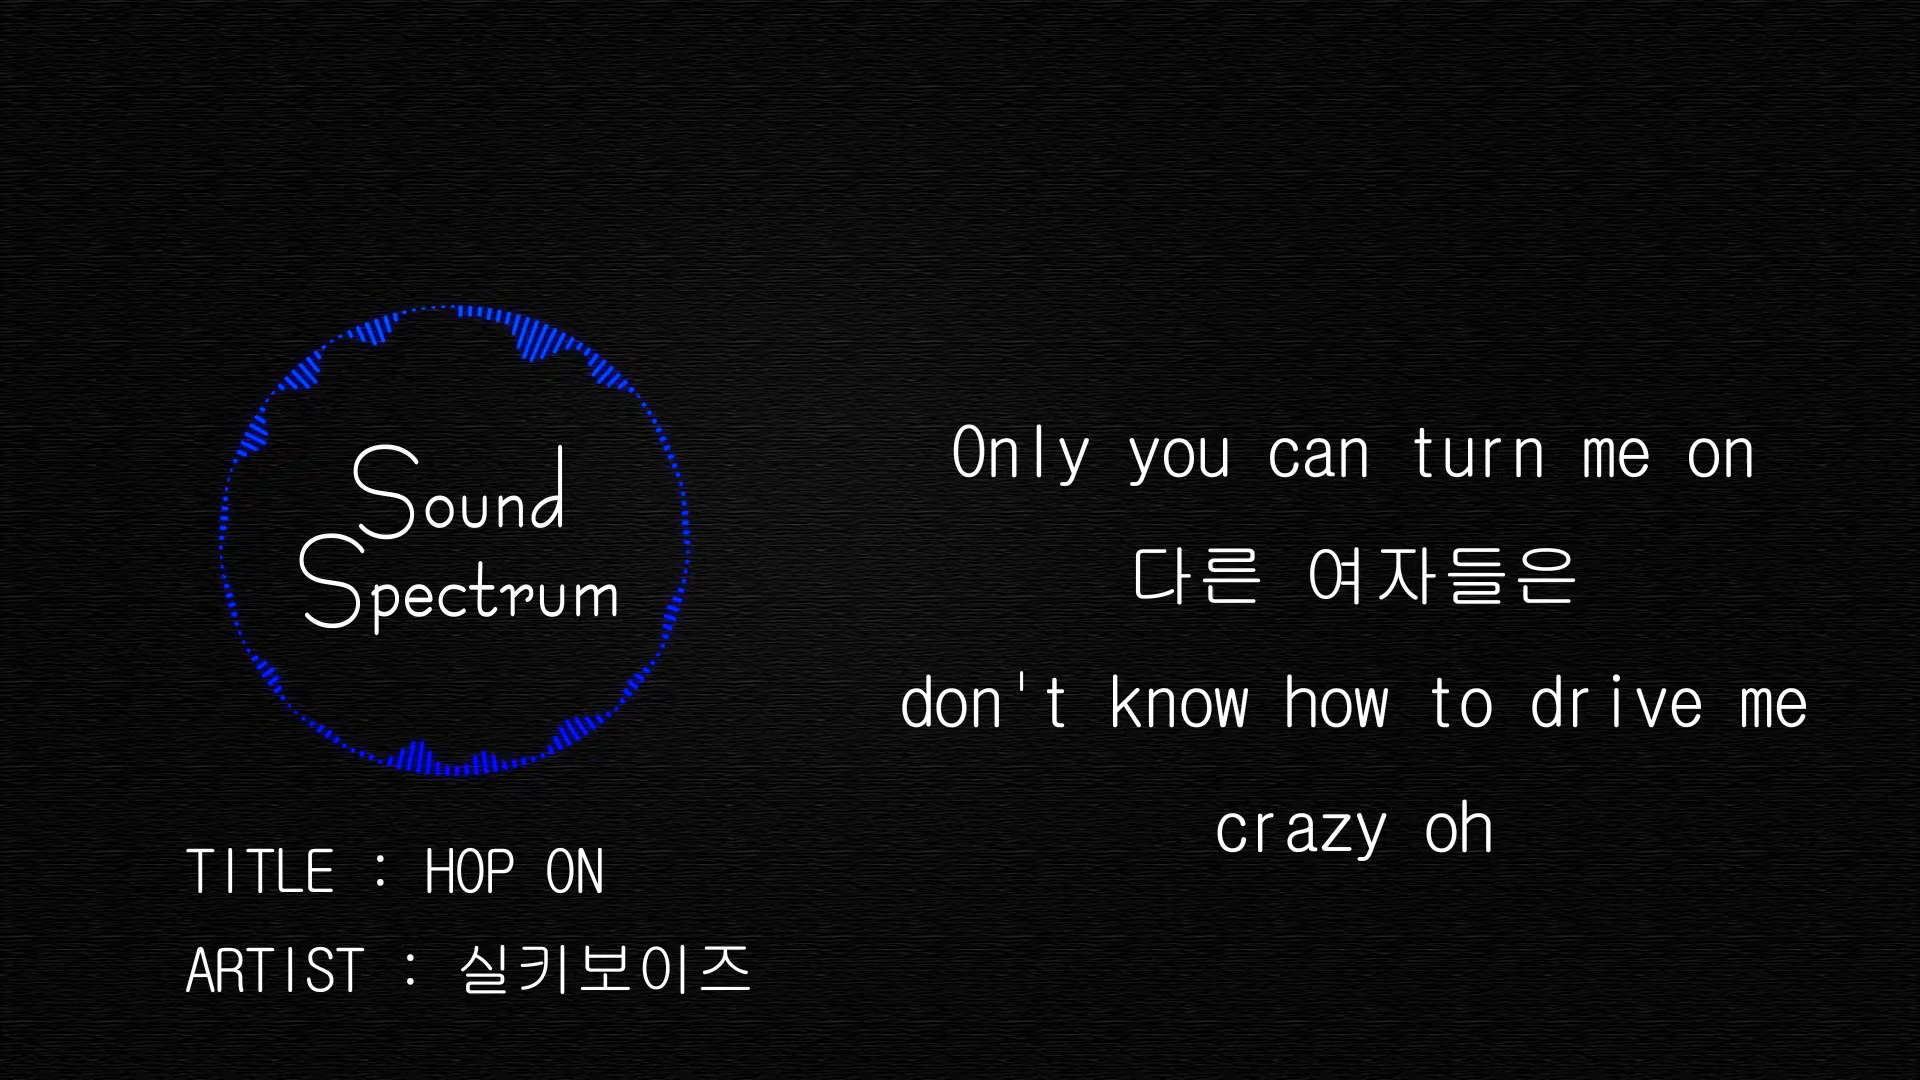 Sound
Spectrum
TITLE : HOP ON
ARTIST : 실키보이즈
Only you can turn me on
다른 여자들은
don't know how to drive me
crazy oh